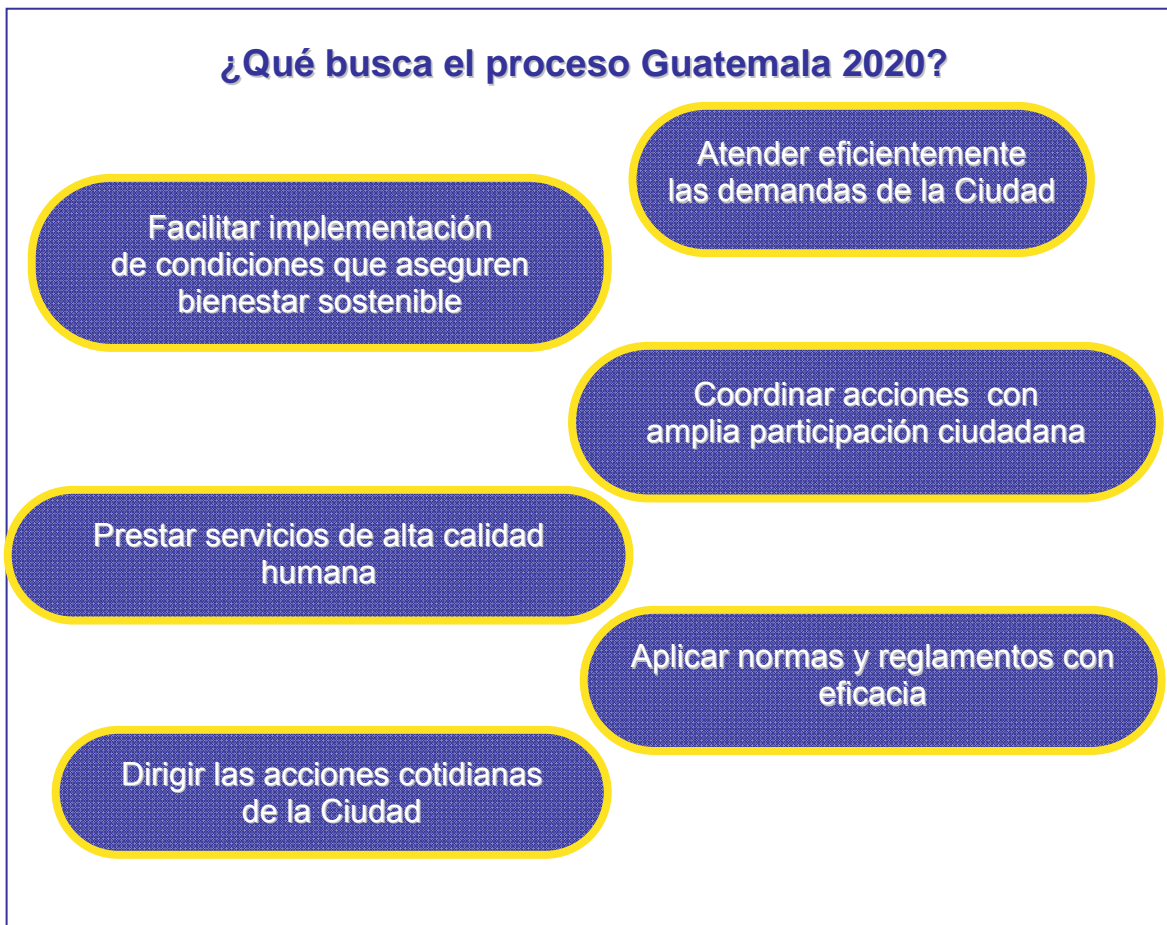 ¿Qué busca el proceso Guatemala 2020?
Atender eficientemente
las demandas de la Ciudad
Facilitar implementación
de condiciones que aseguren
bienestar sostenible
Coordinar acciones con
amplia participación ciudadana
Prestar servicios de alta calidad
humana
Aplicar normas y reglamentos con
eficacia
Dirigir las acciones cotidianas
de la Ciudad